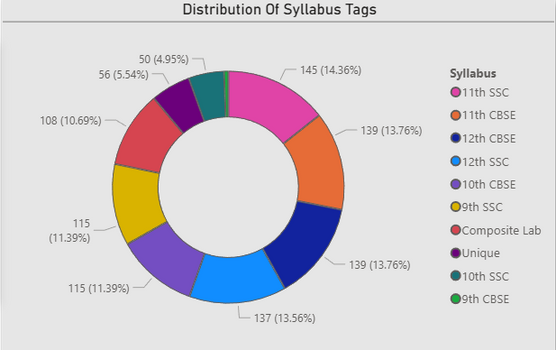 Distribution Of Syllabus Tags
50 (4.95%)
56 (5.54%)
145 (14.36%)
108 (10.69%)
139 (13.76%)
115
(11.39%)
115 (11.39%)
139 (13.76%)
137 (13.56%)
Syllabus
11th SSC
11th CBSE
12th CBSE
12th SSC
10th CBSE
9th SSC
Composite Lab
Unique
10th SSC
9th CBSE